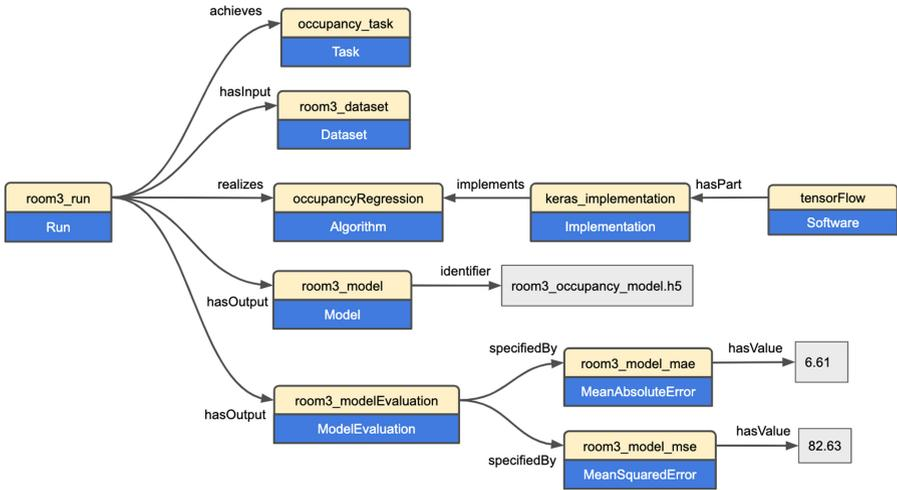 achieves
occupancy_task
Task
hasInput
room3_dataset
Dataset
room3_run
Run
realizes
occupancyRegression
Algorithm
implements
keras_implementation
Implementation
hasPart
tensorFlow
Software
hasOutput
room3_model
Model
identifier
room3_occupancy_model.h5
hasOutput
room3_modelEvaluation
ModelEvaluation
specifiedBy
room3_model_mae
MeanAbsoluteError
hasValue
6.61
specifiedBy
room3_model_mse
MeanSquaredError
hasValue
82.63